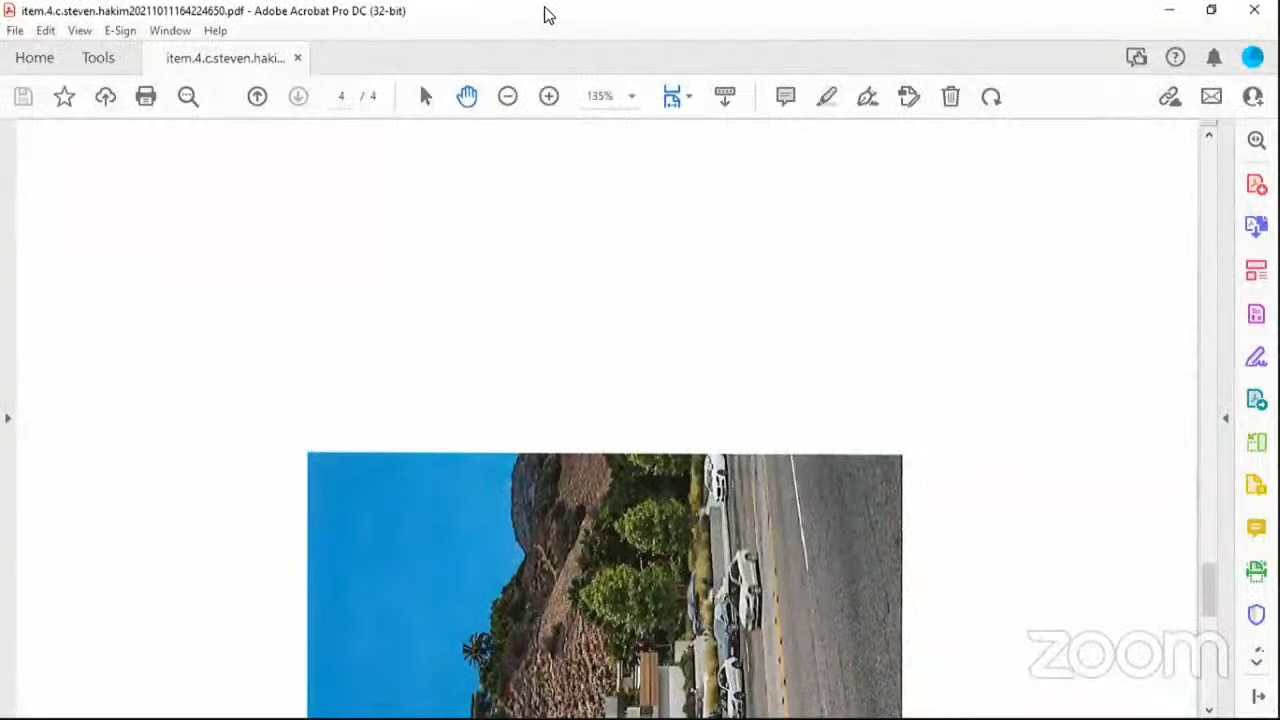 item.4.c.steven.hakim20211011164224650.pdf - Adobe Acrobat Pro DC (32-bit)
File Edit View E-Sign Window Help
Home Tools item.4.c.steven.haki... ×
4 / 4 135%
zoom